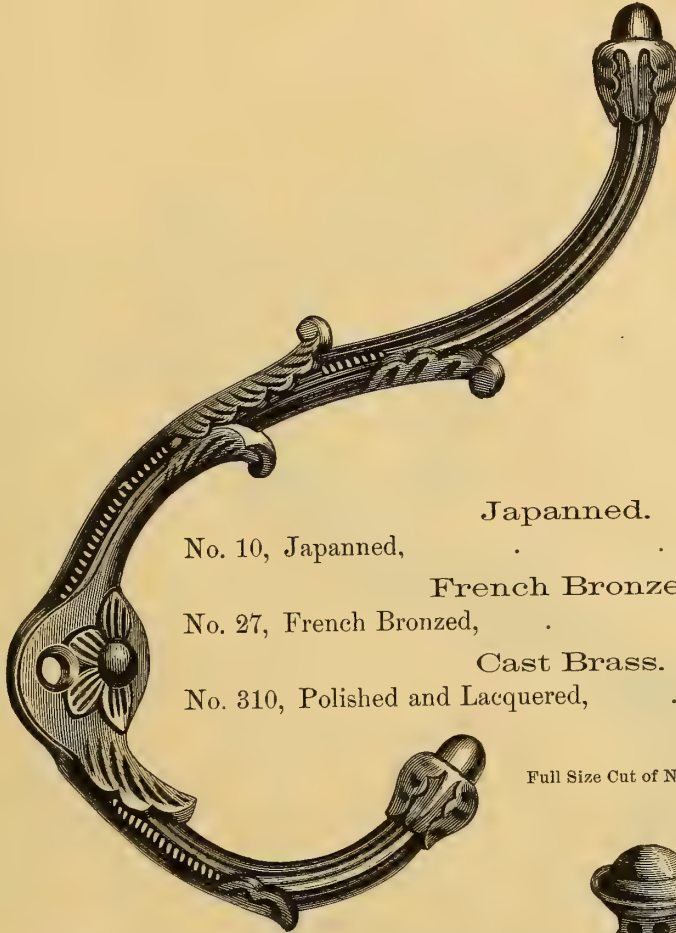 Japanned.
No. 10, Japanned, . .
French Bronze
No. 27, French Bronzed, .
Cast Brass.
No. 310, Polished and Lacquered, .
Full Size Cut of N